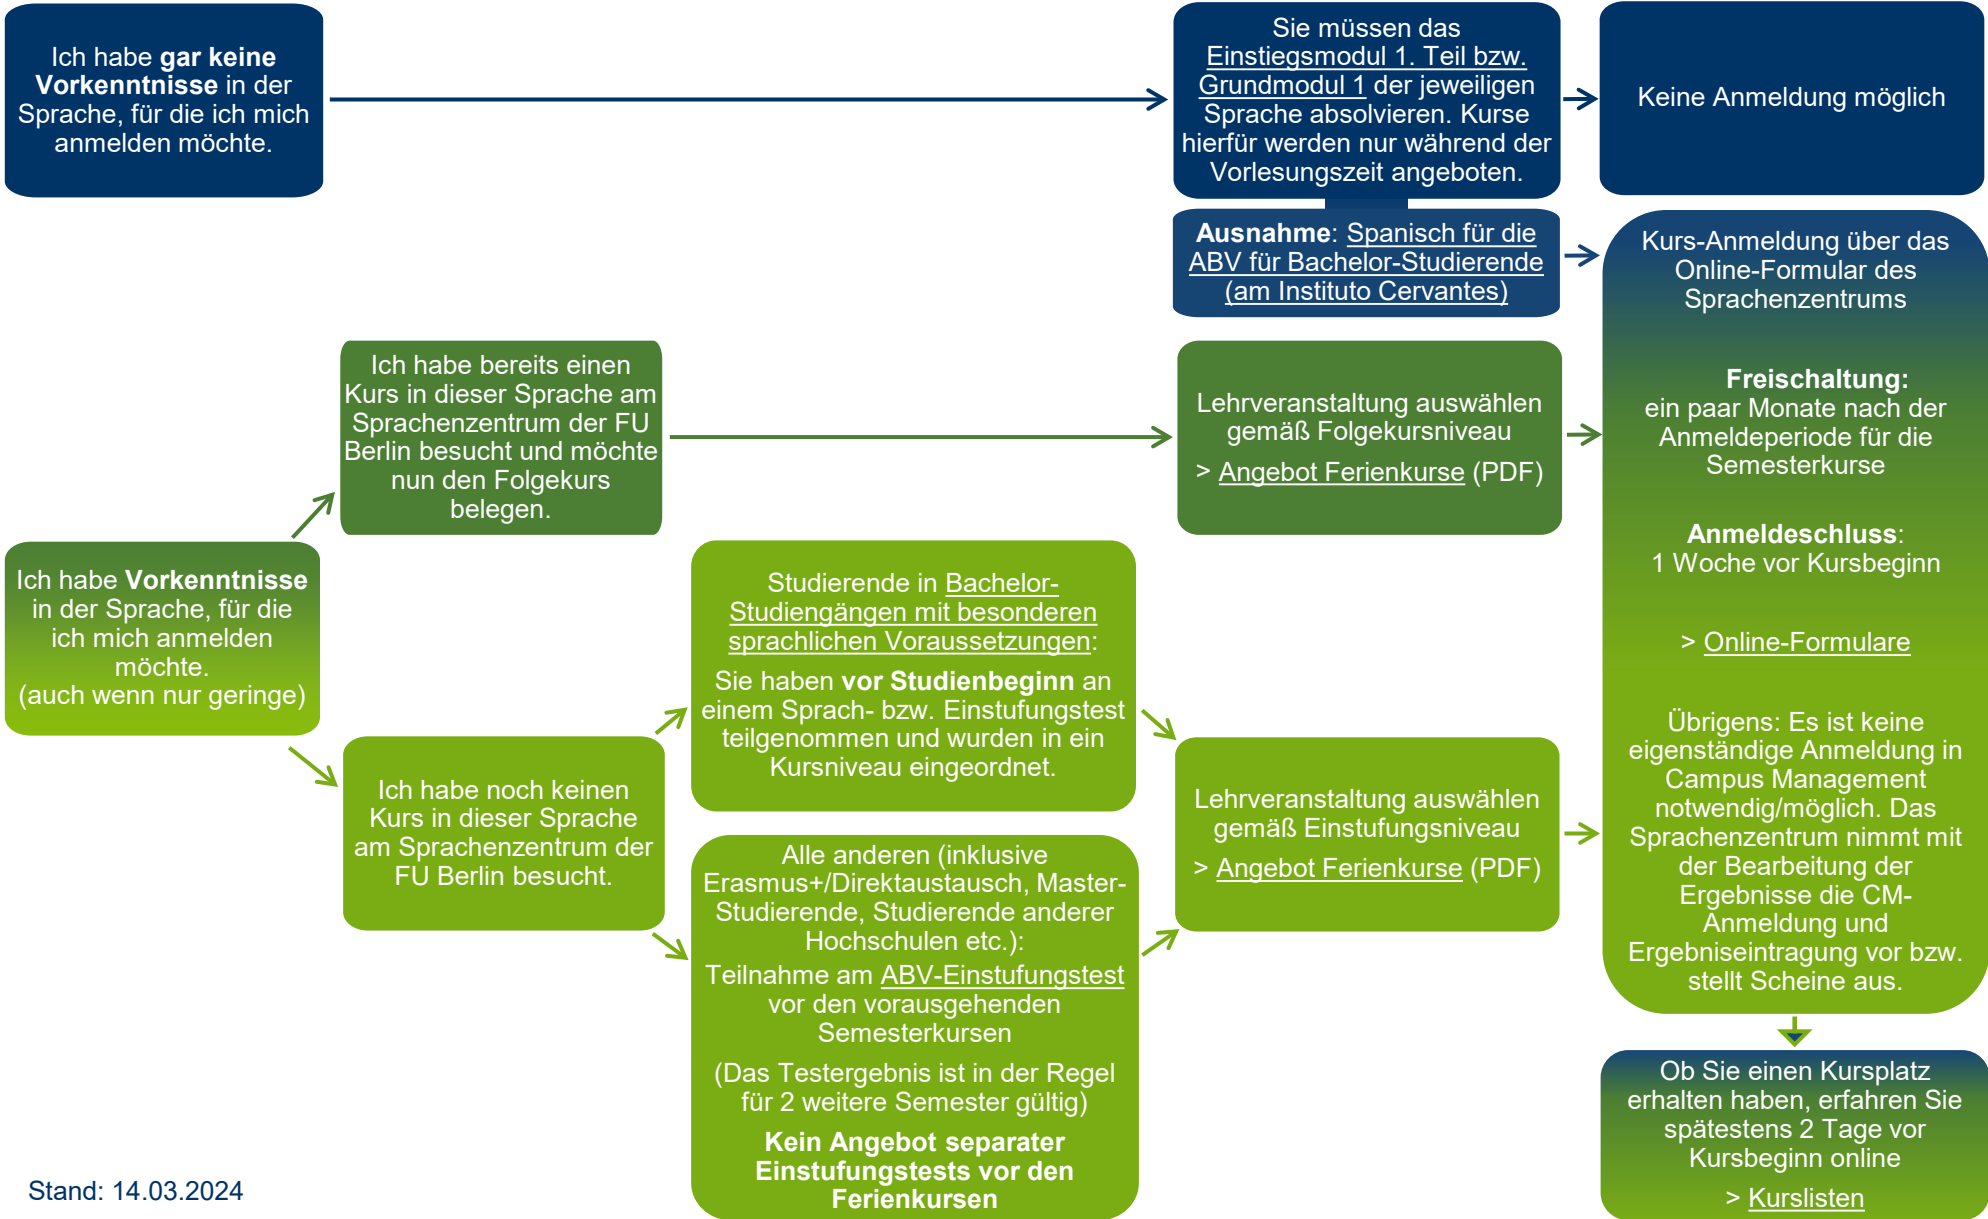 Ich habe gar keine
Vorkenntnisse in der
Sprache, für die ich mich
anmelden möchte.
Sie müssen das
Einstiegsmodul 1. Teil bzw.
Grundmodul 1 der jeweiligen
Sprache absolvieren. Kurse
hierfür werden nur während der
Vorlesungszeit angeboten.
Keine Anmeldung möglich
Ausnahme: Spanisch für die
ABV für Bachelor-Studierende
(am Instituto Cervantes)
Ich habe Vorkenntnisse
in der Sprache, für die
ich mich anmelden
möchte.
(auch wenn nur geringe)
Ich habe bereits einen
Kurs in dieser Sprache am
Sprachenzentrum der FU
Berlin besucht und möchte
nun den Folgekurs
belegen.
Lehrveranstaltung auswählen
gemäß Folgekursniveau
> Angebot Ferienkurse (PDF)
Ich habe noch keinen
Kurs in dieser Sprache
am Sprachenzentrum der
FU Berlin besucht.
Studierende in Bachelor-
Studiengängen mit besonderen
sprachlichen Voraussetzungen:
Sie haben vor Studienbeginn an
einem Sprach- bzw. Einstufungstest
teilgenommen und wurden in ein
Kursniveau eingeordnet.
Alle anderen (inklusive
Erasmus+/Direktaustausch, Master-
Studierende, Studierende anderer
Hochschulen etc.):
Teilnahme am ABV-Einstufungstest
vor den vorausgehenden
Semesterkursen
(Das Testergebnis ist in der Regel
für 2 weitere Semester gültig)
Kein Angebot separater
Einstufungstests vor den
Ferienkursen
Lehrveranstaltung auswählen
gemäß Einstufungsniveau
> Angebot Ferienkurse (PDF)
Kurs-Anmeldung über das
Online-Formular des
Sprachenzentrums
Freischaltung:
ein paar Monate nach der
Anmeldeperiode für die
Semesterkurse
Anmeldeschluss:
1 Woche vor Kursbeginn
> Online-Formulare
Übrigens: Es ist keine
eigenständige Anmeldung in
Campus Management
notwendig/möglich. Das
Sprachenzentrum nimmt mit
der Bearbeitung der
Ergebnisse die CM-
Anmeldung und
Ergebniseintragung vor bzw.
stellt Scheine aus.
Ob Sie einen Kursplatz
erhalten haben, erfahren Sie
spätestens 2 Tage vor
Kursbeginn online
> Kurslisten
Stand: 14.03.2024